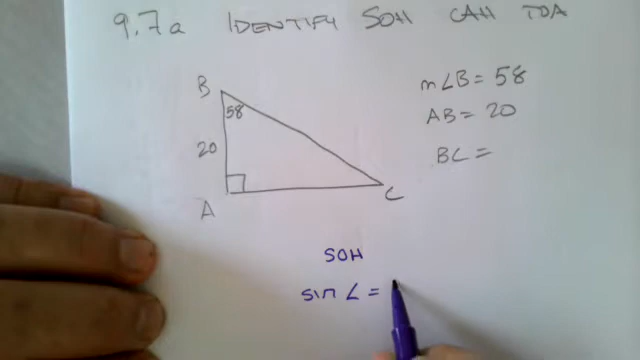 9.7a IDENTIFY SOH CAH TOA
B
58
20
A
C
m∠B = 58
AB = 20
BC =
SOH
sin ∠ =